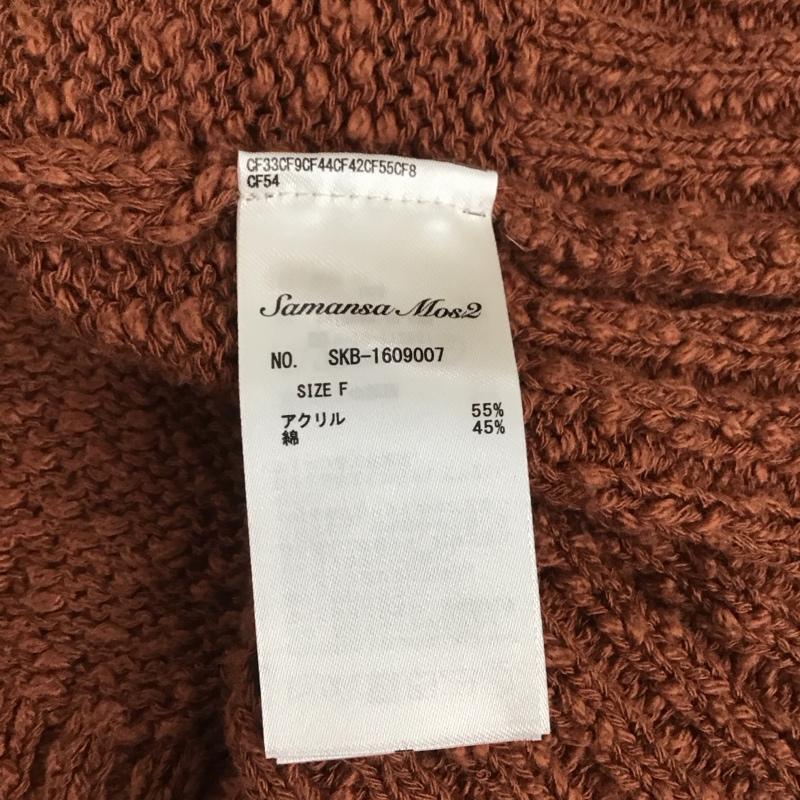 CF33CF9CF44CF42CF55CF8
CF54
Samansa Mos2
NO. SKB-1609007
SIZE F
アクリル 55%
綿 45%